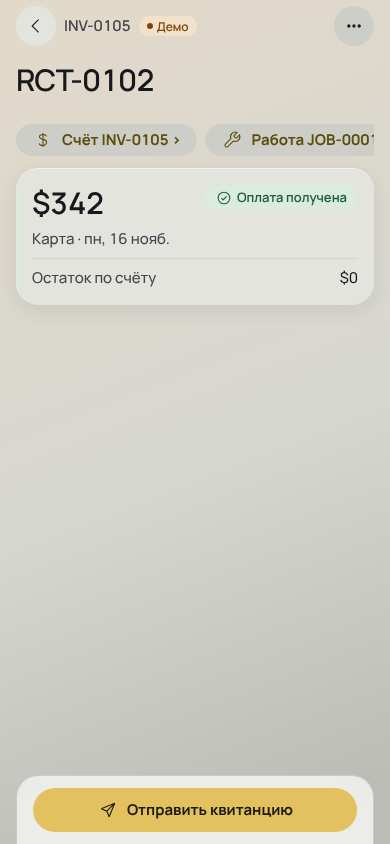 INV-0105 Демо
RCT-0102
Счёт INV-0105 ›
Работа JOB-0001
$342
Оплата получена
Карта · пн, 16 нояб.
Остаток по счёту
$0
Отправить квитанцию